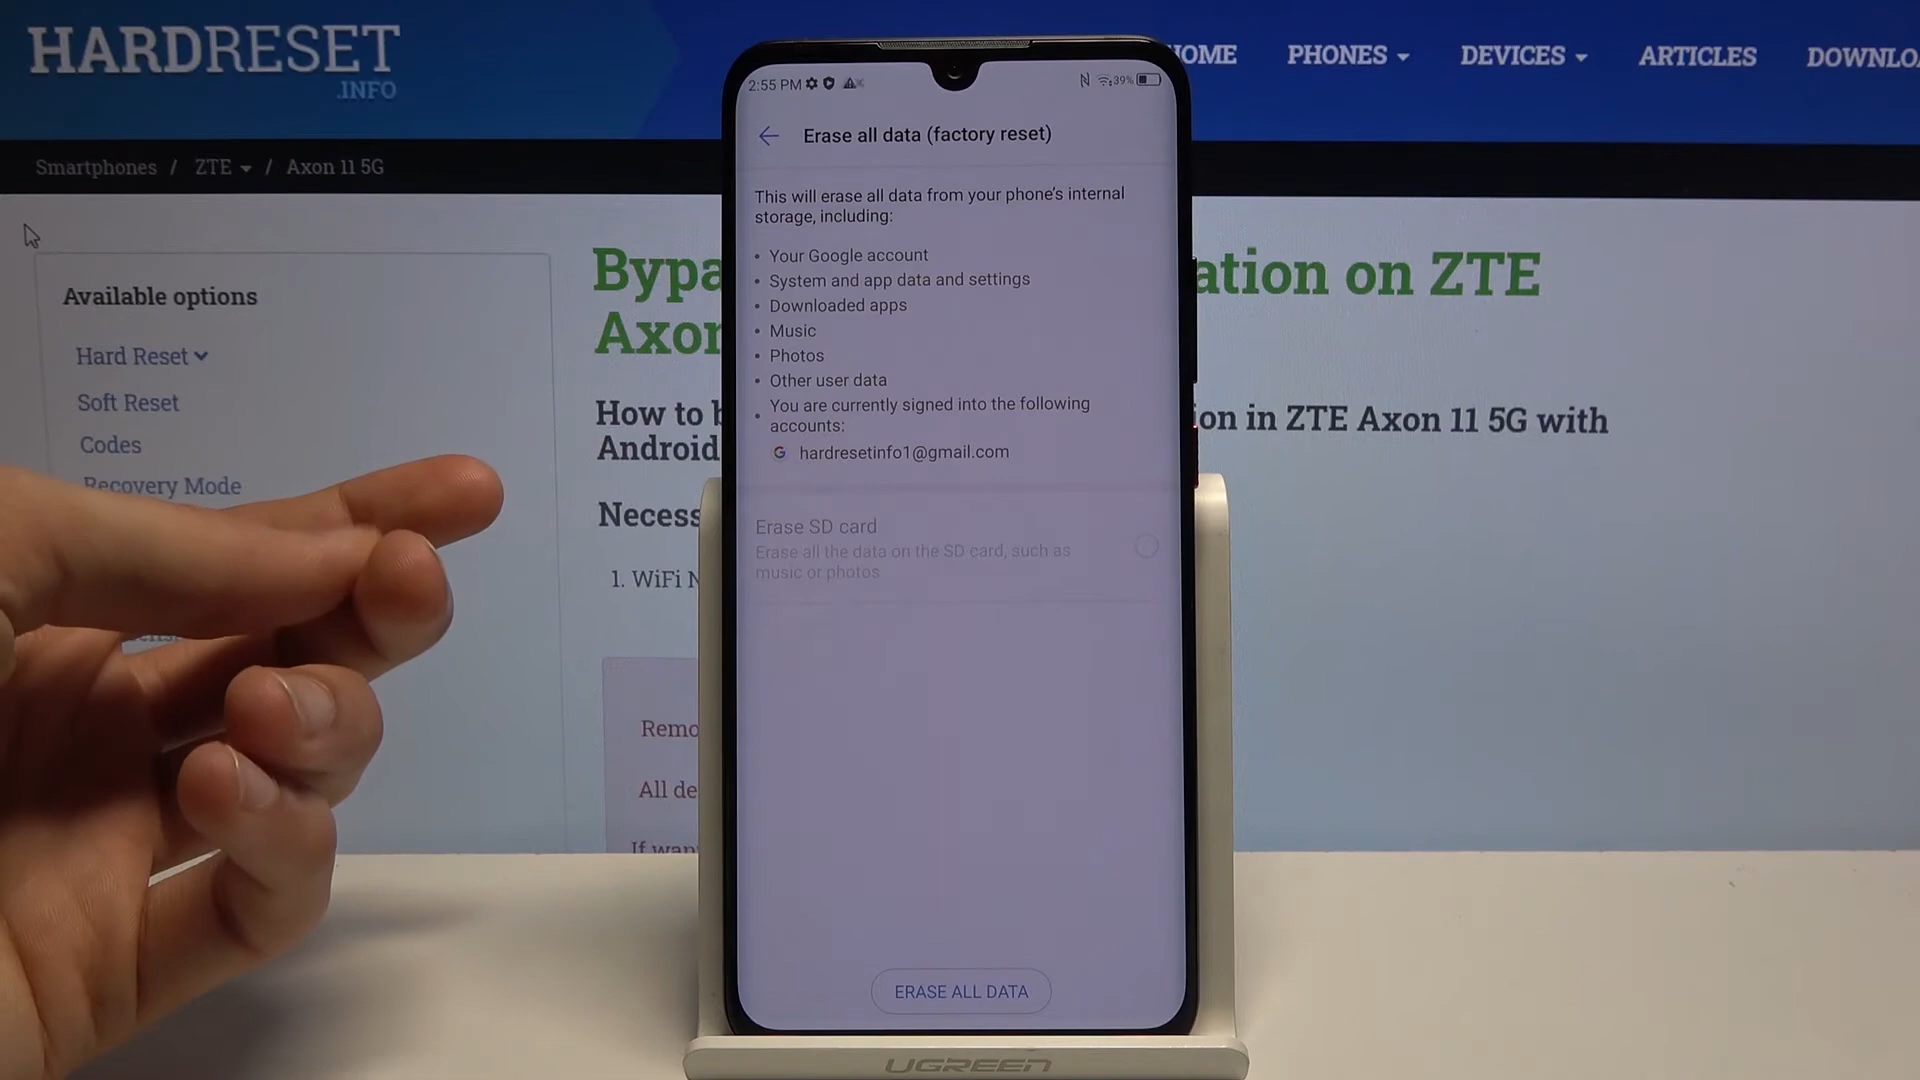 HARDRESET
.INFO
HOME
PHONES
DEVICES
ARTICLES
DOWNLO
Smartphones / ZTE / Axon 11 5G
Available options
Hard Reset
Soft Reset
Codes
Recovery Mode
Bypa
ation on ZTE
Axon
How to b
ion in ZTE Axon 11 5G with
Android
Necess
1. WiFi N
Remo
All de
If want
2:55 PM
39%
Erase all data (factory reset)
This will erase all data from your phone's internal
storage, including:
• Your Google account
• System and app data and settings
• Downloaded apps
• Music
• Photos
• Other user data
• You are currently signed into the following
accounts:
G hardresetinfo1@gmail.com
Erase SD card
Erase all the data on the SD card, such as
music or photos
ERASE ALL DATA
UGREEN